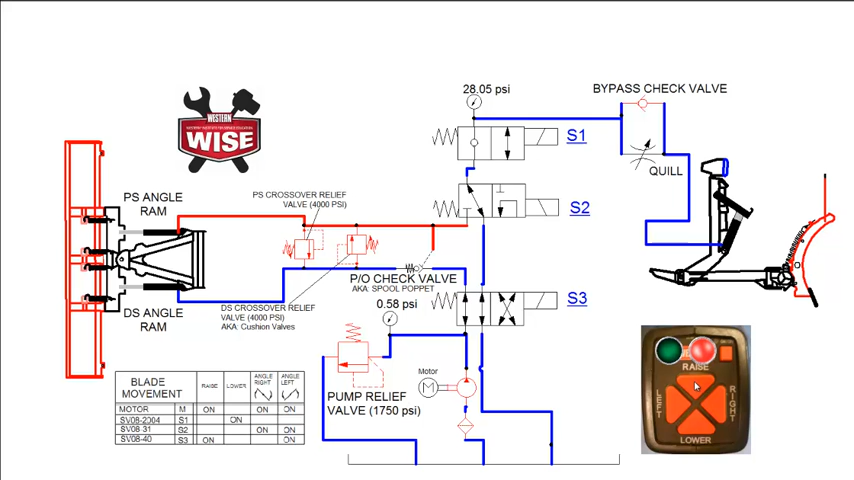 28.05 psi
BYPASS CHECK VALVE
WESTERN
WISE
S1
QUILL
PS ANGLE
RAM
PS CROSSOVER RELIEF
VALVE (4000 PSI)
S2
P/O CHECK VALVE
AKA: SPOOL POPPET
0.58 psi
S3
DS ANGLE
RAM
DS CROSSOVER RELIEF
VALVE (4000 PSI)
AKA: Cushion Valves
Motor
M
PUMP RELIEF
VALVE (1750 psi)
BLADE
MOVEMENT
RAISE
LOWER
ANGLE
RIGHT
ANGLE
LEFT
MOTOR M ON ON ON
SV08-2004 S1 ON
SV08-31 S2 ON ON
SV08-40 S3 ON ON
RAISE
LEFT
RIGHT
LOWER